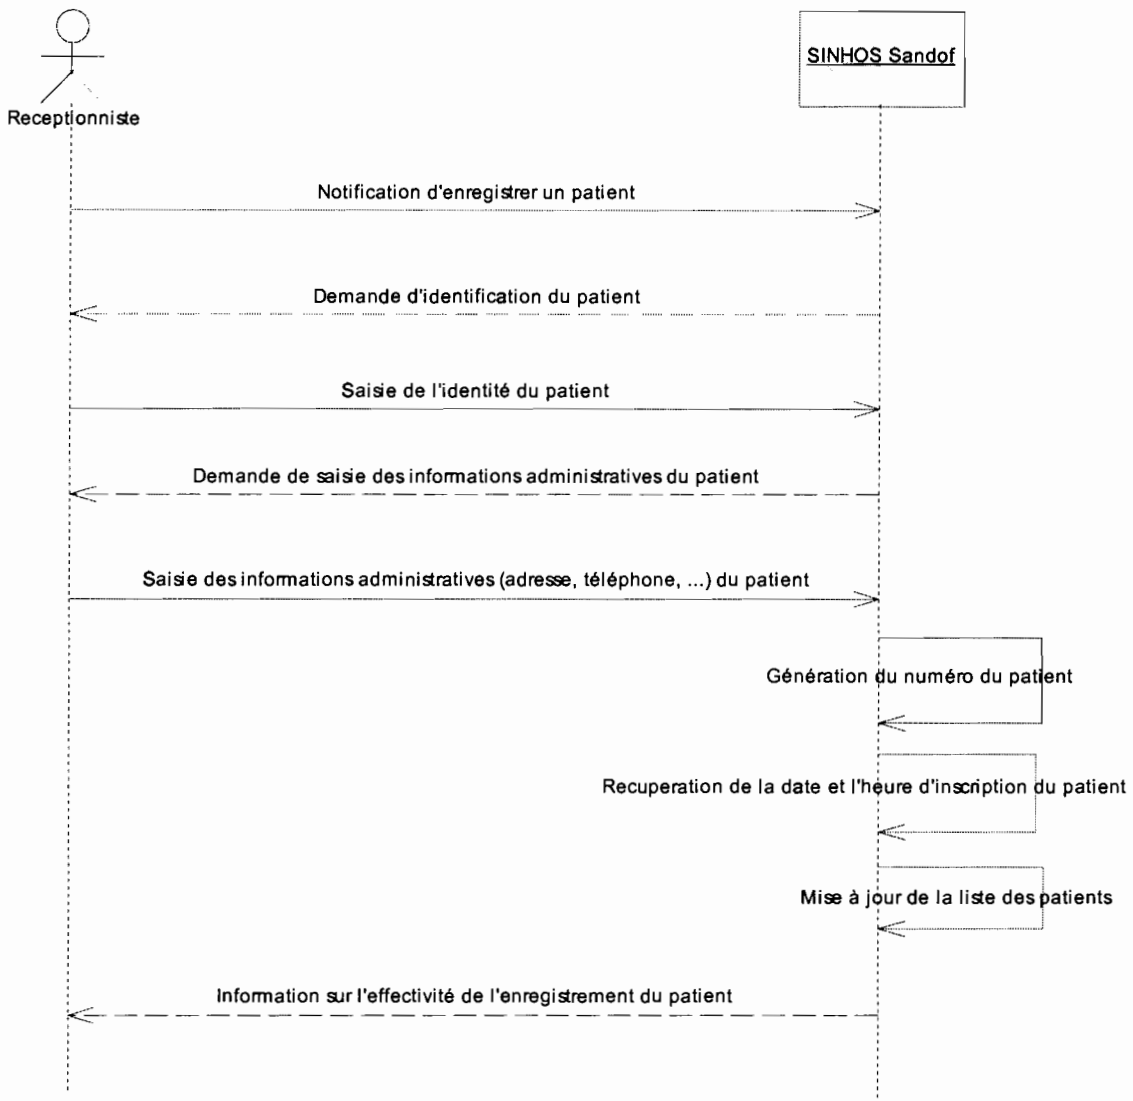 SINHOS Sandof
Receptionniste
Notification d'enregistrer un patient
Demande d'identification du patient
Saisie de l'identité du patient
Demande de saisie des informations administratives du patient
Saisie des informations administratives (adresse, téléphone, ...) du patient
Génération du numéro du patient
Recuperation de la date et l'heure d'inscription du patient
Mise à jour de la liste des patients
Information sur l'effectivité de l'enregistrement du patient